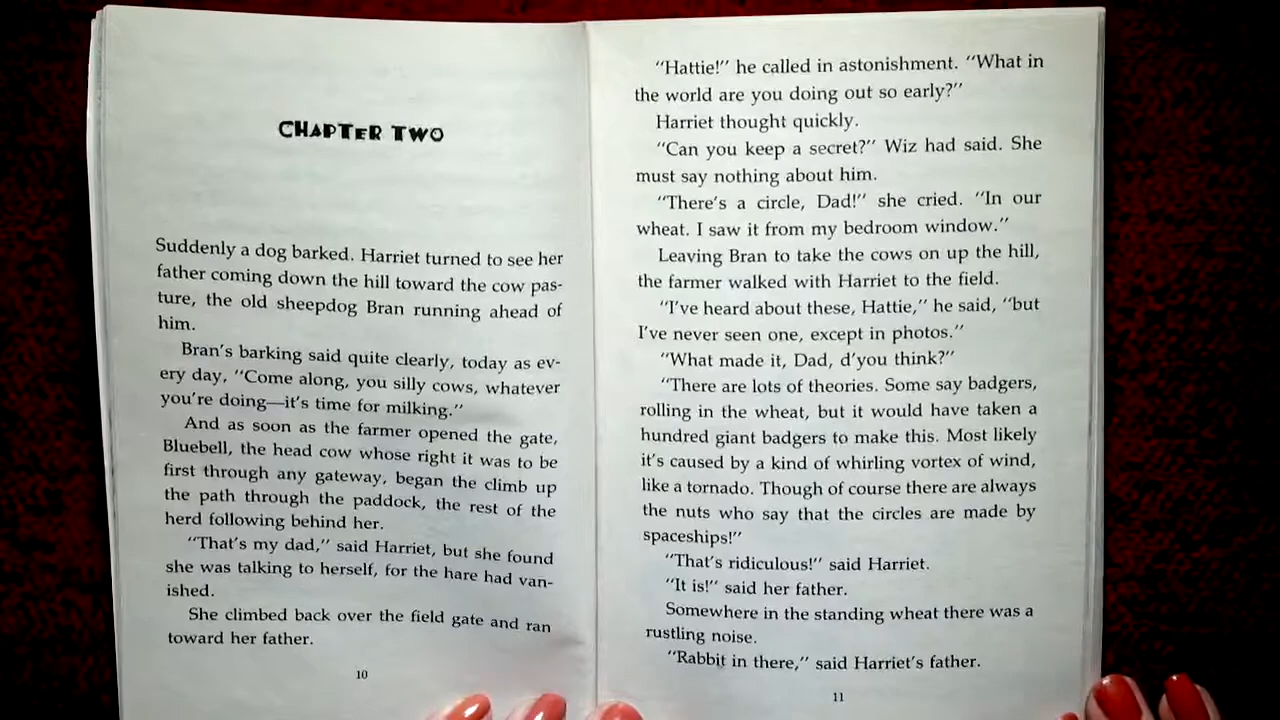 CHAPTER TWO
Suddenly a dog barked. Harriet turned to see her
father coming down the hill toward the cow pas-
ture, the old sheepdog Bran running ahead of
him.
Bran's barking said quite clearly, today as ev-
ery day, "Come along, you silly cows, whatever
you're doing—it's time for milking."
And as soon as the farmer opened the gate,
Bluebell, the head cow whose right it was to be
first through any gateway, began the climb up
the path through the paddock, the rest of the
herd following behind her.
"That's my dad," said Harriet, but she found
she was talking to herself, for the hare had van-
ished.
She climbed back over the field gate and ran
toward her father.
10
"Hattie!" he called in astonishment. "What in
the world are you doing out so early?"
Harriet thought quickly.
"Can you keep a secret?" Wiz had said. She
must say nothing about him.
"There's a circle, Dad!" she cried. "In our
wheat. I saw it from my bedroom window."
Leaving Bran to take the cows on up the hill,
the farmer walked with Harriet to the field.
"I've heard about these, Hattie," he said, "but
I've never seen one, except in photos."
"What made it, Dad, d'you think?"
"There are lots of theories. Some say badgers,
rolling in the wheat, but it would have taken a
hundred giant badgers to make this. Most likely
it's caused by a kind of whirling vortex of wind,
like a tornado. Though of course there are always
the nuts who say that the circles are made by
spaceships!"
"That's ridiculous!" said Harriet.
"It is!" said her father.
Somewhere in the standing wheat there was a
rustling noise.
"Rabbit in there," said Harriet's father.
11